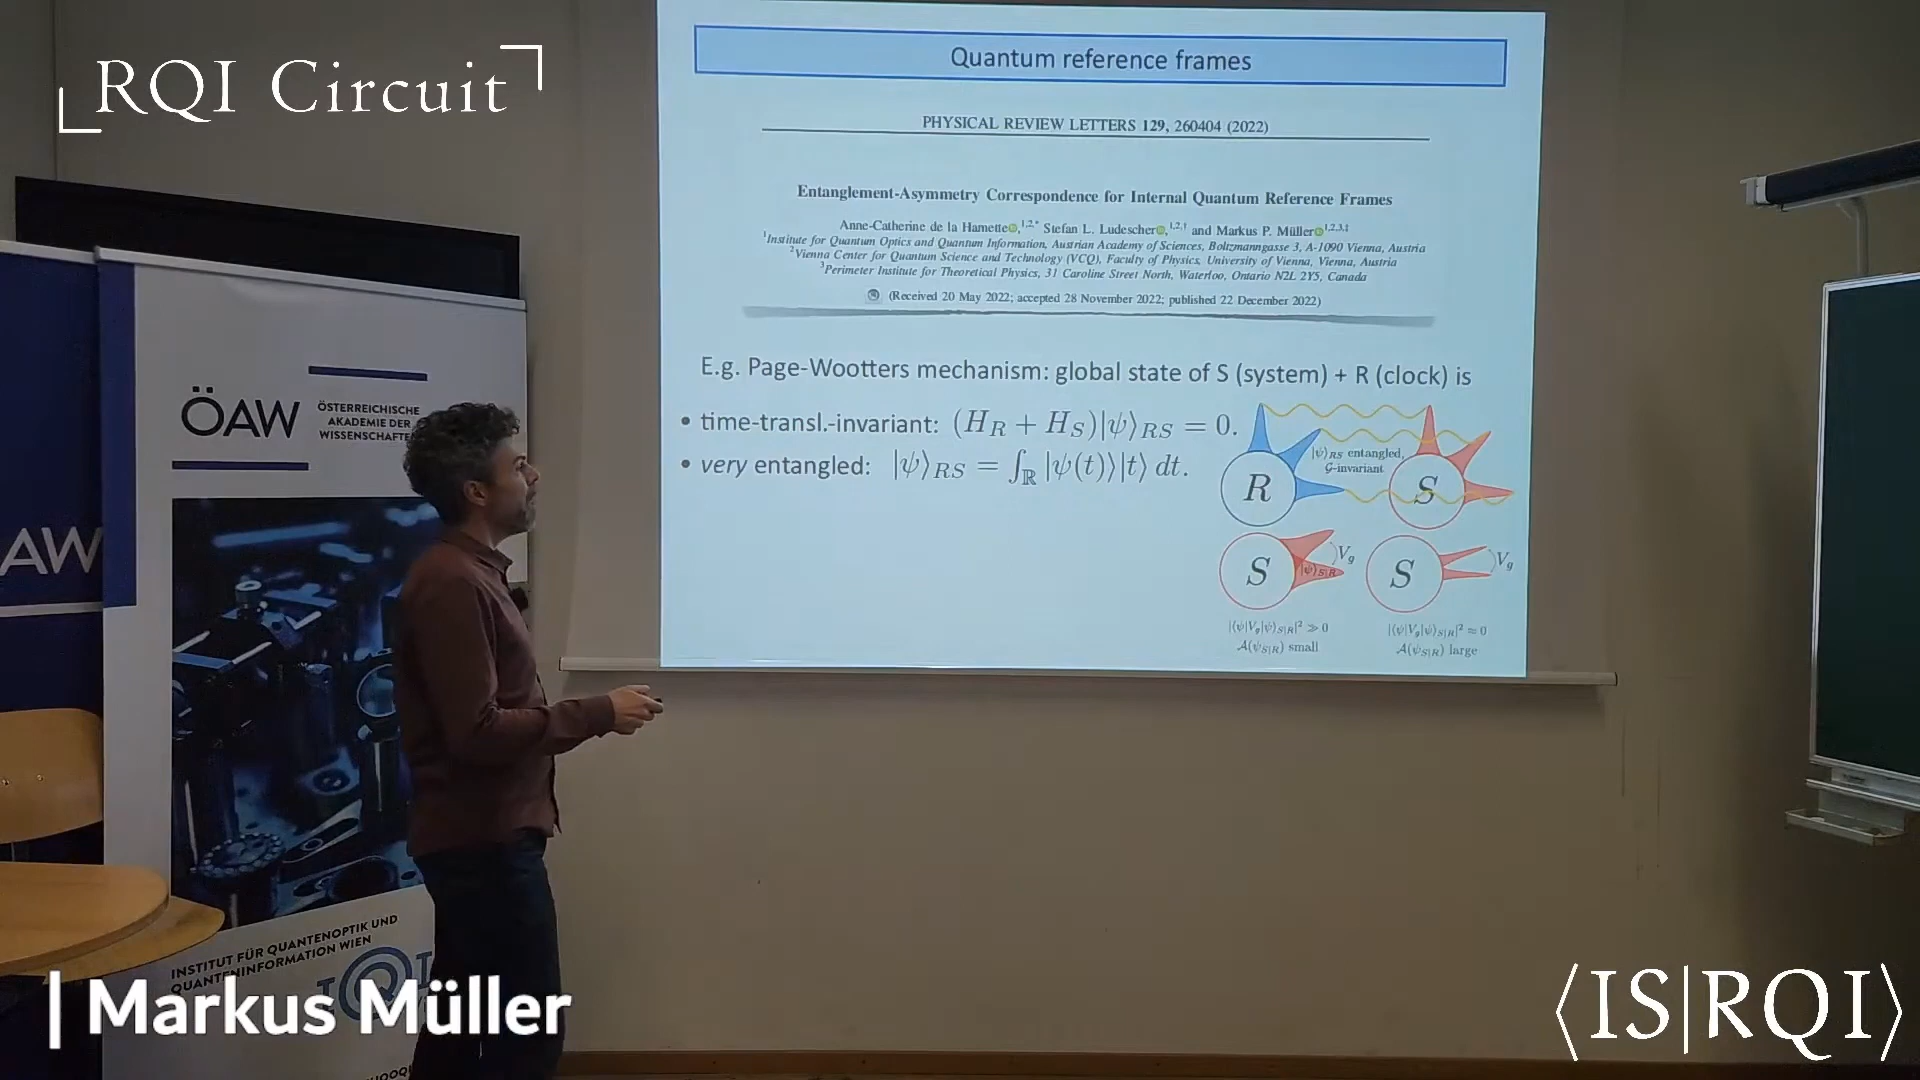 RQI Circuit
Quantum reference frames
PHYSICAL REVIEW LETTERS 129, 260404 (2022)
Entanglement-Asymmetry Correspondence for Internal Quantum Reference Frames
Anne-Catherine de la Hamette,1,2,* Stefan L. Ludescher,1,2,† and Markus P. Müller1,2,3,‡
1Institute for Quantum Optics and Quantum Information, Austrian Academy of Sciences, Boltzmanngasse 3, A-1090 Vienna, Austria
2Vienna Center for Quantum Science and Technology (VCQ), Faculty of Physics, University of Vienna, Vienna, Austria
3Perimeter Institute for Theoretical Physics, 31 Caroline Street North, Waterloo, Ontario N2L 2Y5, Canada
(Received 20 May 2022; accepted 28 November 2022; published 22 December 2022)
E.g. Page-Wootters mechanism: global state of S (system) + R (clock) is
• time-transl.-invariant: (H_R + H_S)|ψ⟩_RS = 0.
• very entangled: |ψ⟩_RS = ∫_ℝ |ψ(t)⟩|t⟩ dt.
|ψ⟩_RS entangled,
G-invariant
R
S
S
|ψ⟩_S|R
V_g
S
V_g
|⟨ψ|V_g|ψ⟩_S|R|² ≫ 0
A(ψ_S|R) small
|⟨ψ|V_g|ψ⟩_S|R|² ≈ 0
A(ψ_S|R) large
ÖAW
ÖSTERREICHISCHE
AKADEMIE DER
WISSENSCHAFTE
AW
INSTITUT FÜR QUANTENOPTIK UND
QUANTENINFORMATION WIEN
Markus Müller
⟨IS|RQI⟩